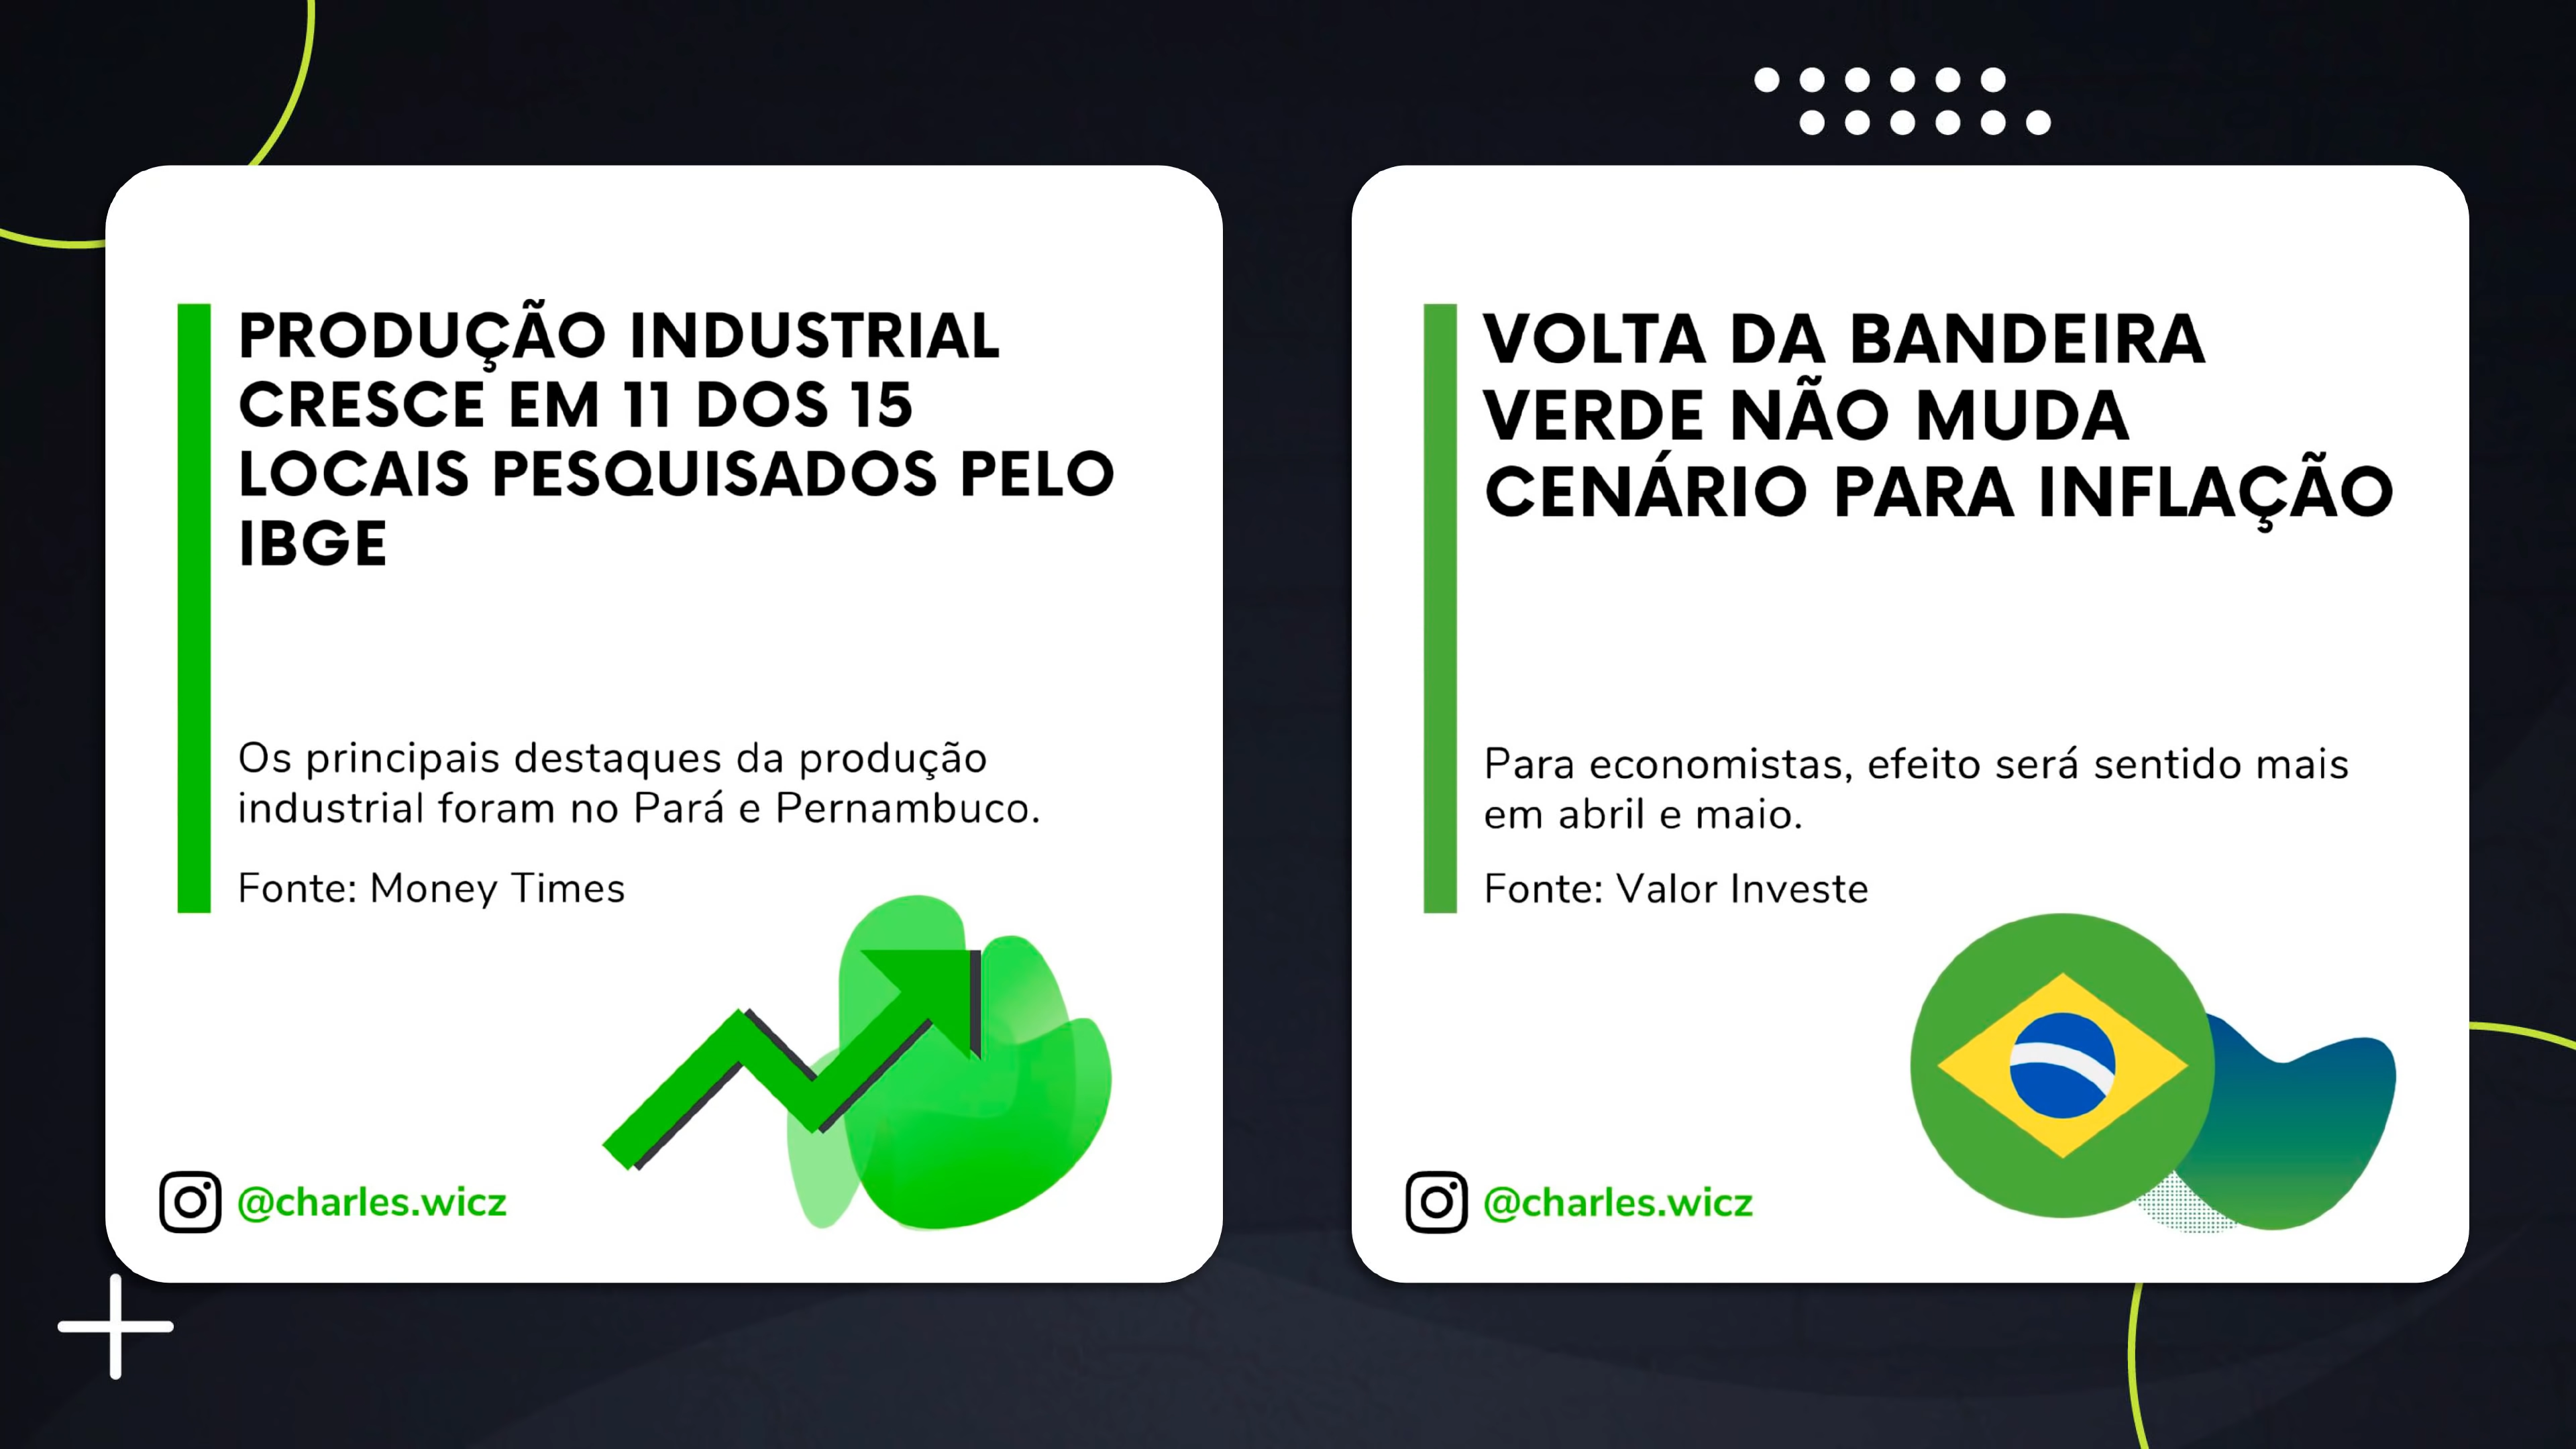 PRODUÇÃO INDUSTRIAL
CRESCE EM 11 DOS 15
LOCAIS PESQUISADOS PELO
IBGE
Os principais destaques da produção
industrial foram no Pará e Pernambuco.
Fonte: Money Times
@charles.wicz
VOLTA DA BANDEIRA
VERDE NÃO MUDA
CENÁRIO PARA INFLAÇÃO
Para economistas, efeito será sentido mais
em abril e maio.
Fonte: Valor Investe
@charles.wicz